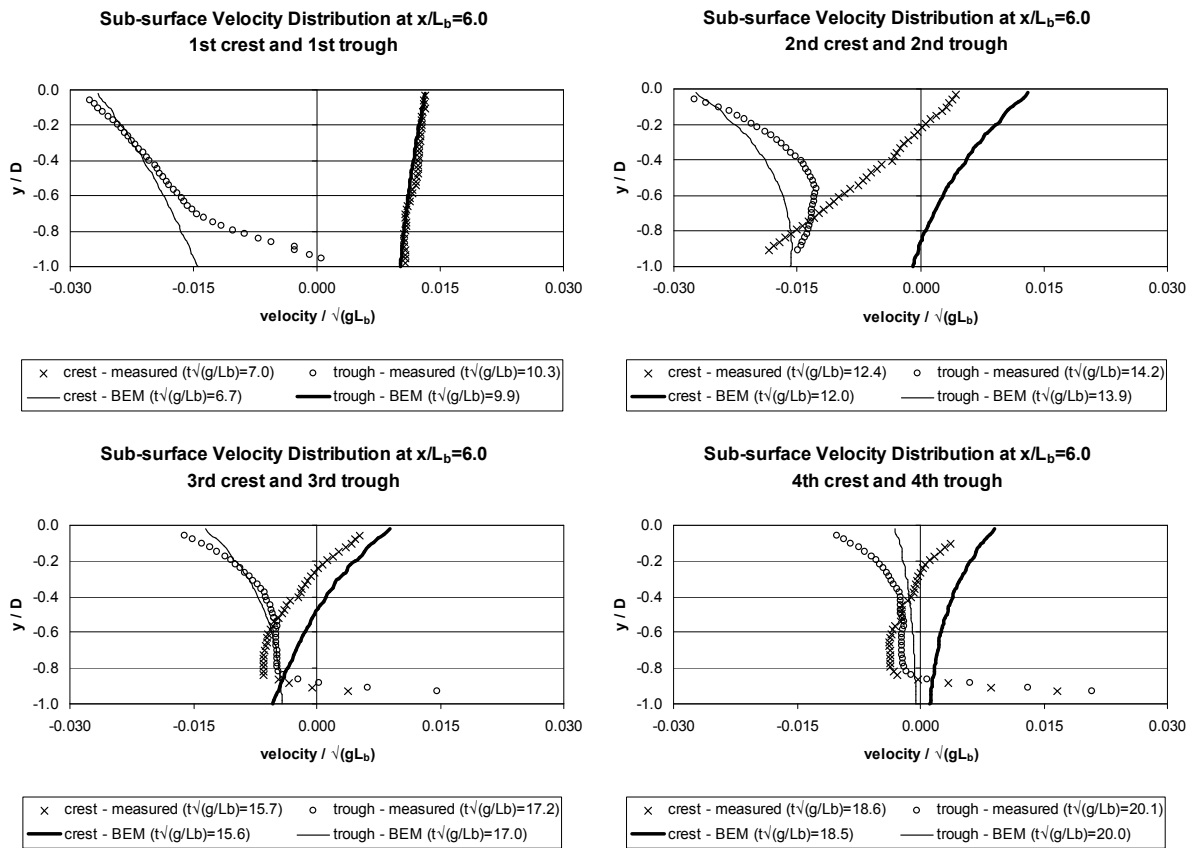 Sub-surface Velocity Distribution at x/L_b=6.0
1st crest and 1st trough
0.0
-0.2
-0.4
-0.6
-0.8
-1.0
y / D
-0.030 -0.015 0.000 0.015 0.030
velocity / √(gL_b)
crest - measured (t√(g/Lb)=7.0) trough - measured (t√(g/Lb)=10.3)
crest - BEM (t√(g/Lb)=6.7) trough - BEM (t√(g/Lb)=9.9)
Sub-surface Velocity Distribution at x/L_b=6.0
2nd crest and 2nd trough
0.0
-0.2
-0.4
-0.6
-0.8
-1.0
y / D
-0.030 -0.015 0.000 0.015 0.030
velocity / √(gL_b)
crest - measured (t√(g/Lb)=12.4) trough - measured (t√(g/Lb)=14.2)
crest - BEM (t√(g/Lb)=12.0) trough - BEM (t√(g/Lb)=13.9)
Sub-surface Velocity Distribution at x/L_b=6.0
3rd crest and 3rd trough
0.0
-0.2
-0.4
-0.6
-0.8
-1.0
y / D
-0.030 -0.015 0.000 0.015 0.030
velocity / √(gL_b)
crest - measured (t√(g/Lb)=15.7) trough - measured (t√(g/Lb)=17.2)
crest - BEM (t√(g/Lb)=15.6) trough - BEM (t√(g/Lb)=17.0)
Sub-surface Velocity Distribution at x/L_b=6.0
4th crest and 4th trough
0.0
-0.2
-0.4
-0.6
-0.8
-1.0
y / D
-0.030 -0.015 0.000 0.015 0.030
velocity / √(gL_b)
crest - measured (t√(g/Lb)=18.6) trough - measured (t√(g/Lb)=20.1)
crest - BEM (t√(g/Lb)=18.5) trough - BEM (t√(g/Lb)=20.0)